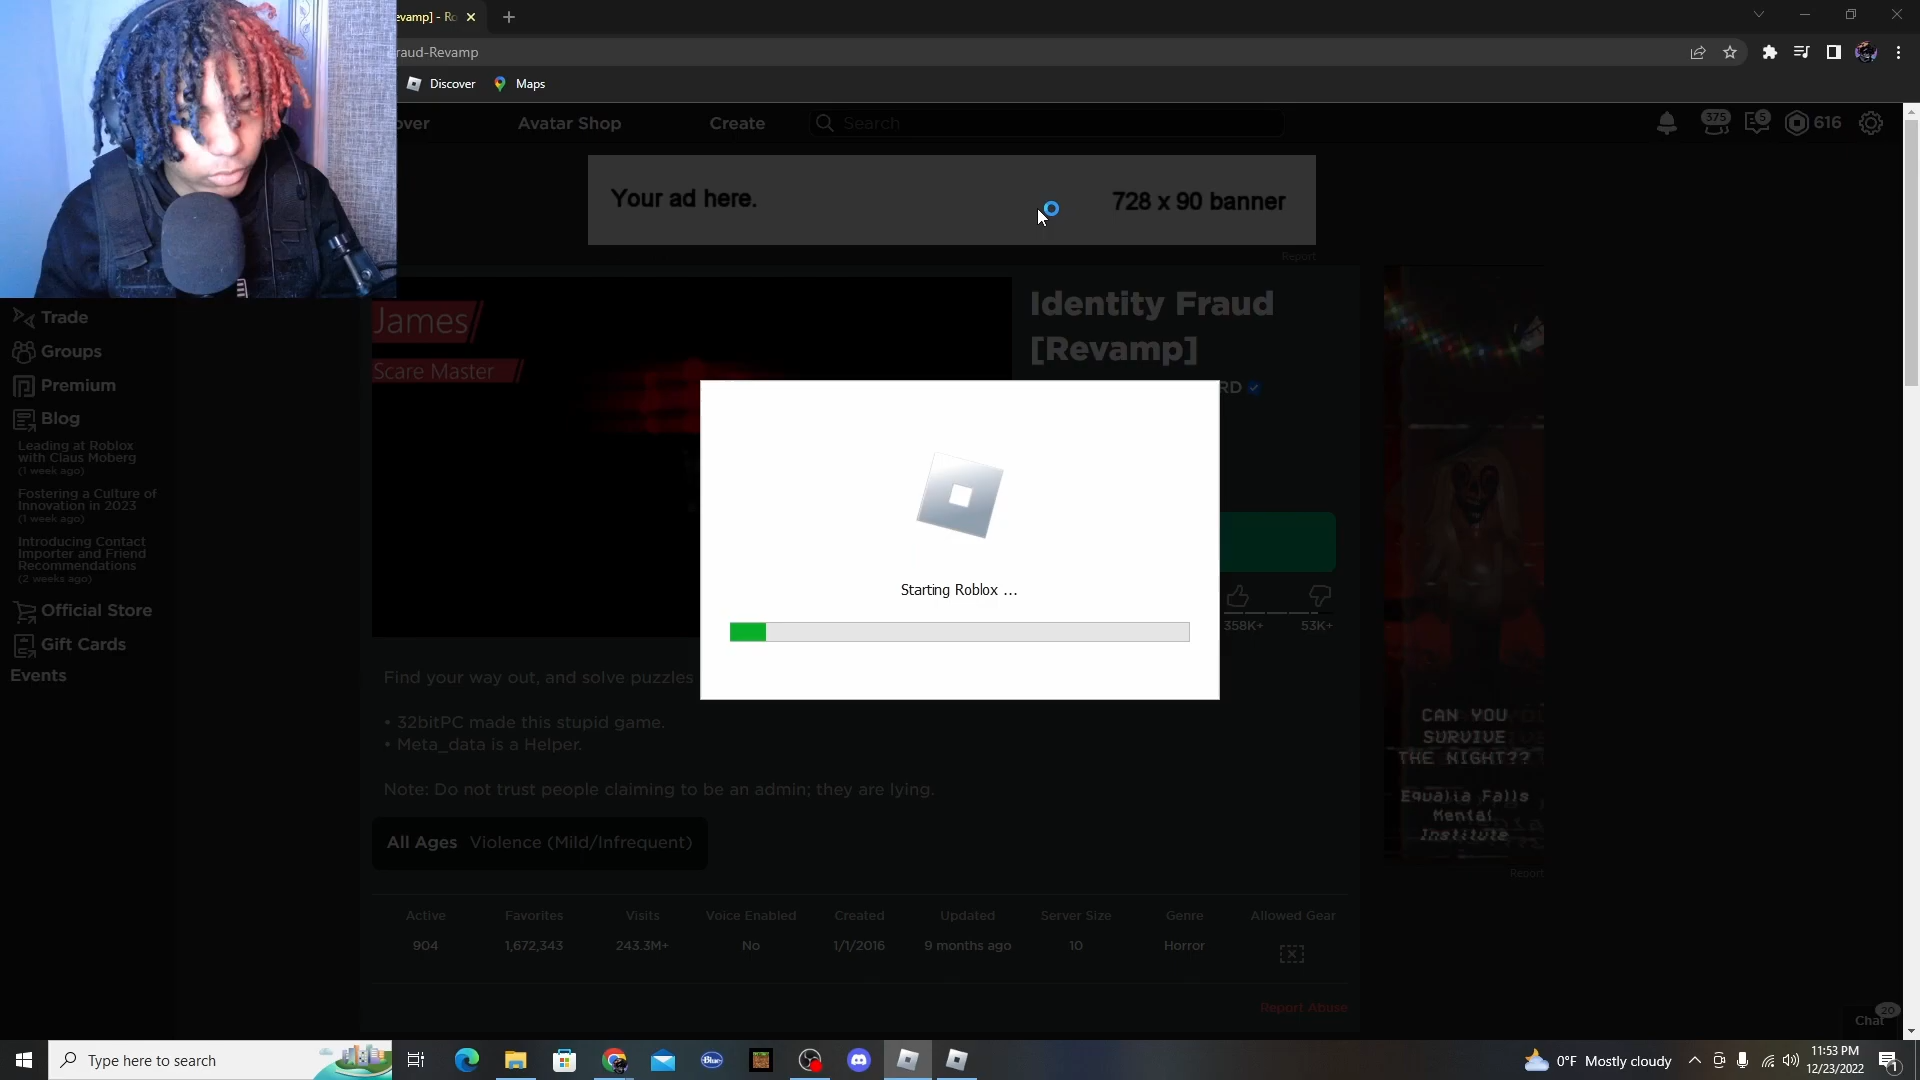 evamp] - Ro
raud-Revamp
Discover
Maps
over
Avatar Shop
Create
Search
375
5
616
Your ad here.
728 x 90 banner
Report
James
Scare Master
Identity Fraud
[Revamp]
RD
Trade
Groups
Premium
Blog
Leading at Roblox
with Claus Moberg
(1 week ago)
Fostering a Culture of
Innovation in 2023
(1 week ago)
Introducing Contact
Importer and Friend
Recommendations
(2 weeks ago)
Official Store
Gift Cards
Events
Starting Roblox ...
358K+
53K+
Find your way out, and solve puzzles
• 32bitPC made this stupid game.
• Meta_data is a Helper.
Note: Do not trust people claiming to be an admin; they are lying.
All Ages Violence (Mild/Infrequent)
Active Favorites Visits Voice Enabled Created Updated Server Size Genre Allowed Gear
904 1,672,343 243.3M+ No 1/1/2016 9 months ago 10 Horror
Report Abuse
CAN YOU
SURVIVE
THE NIGHT??
Equalia Falls
Mental
Institute
Report
Chat
20
Type here to search
Blue
0°F Mostly cloudy
11:53 PM
12/23/2022
1